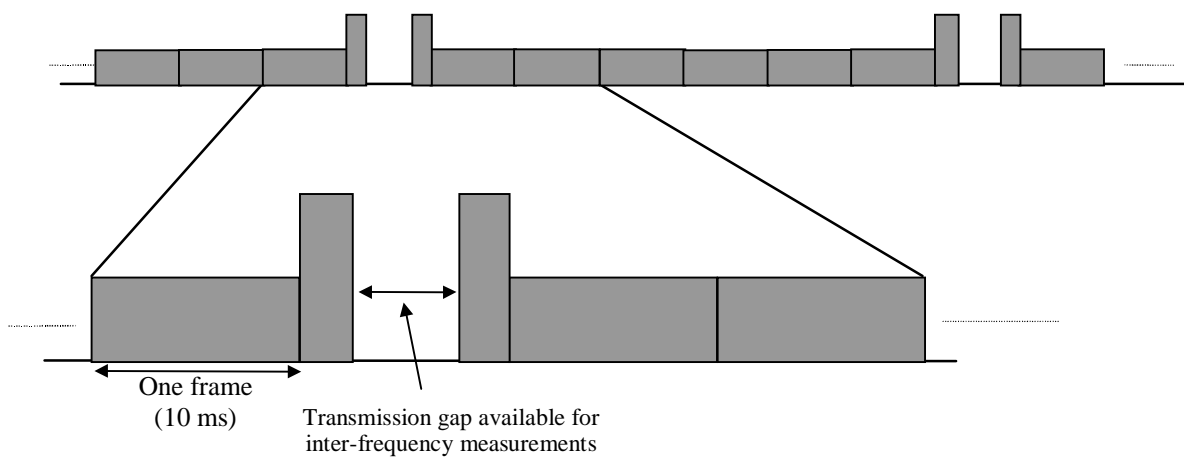 One frame
(10 ms)
Transmission gap available for
inter-frequency measurements